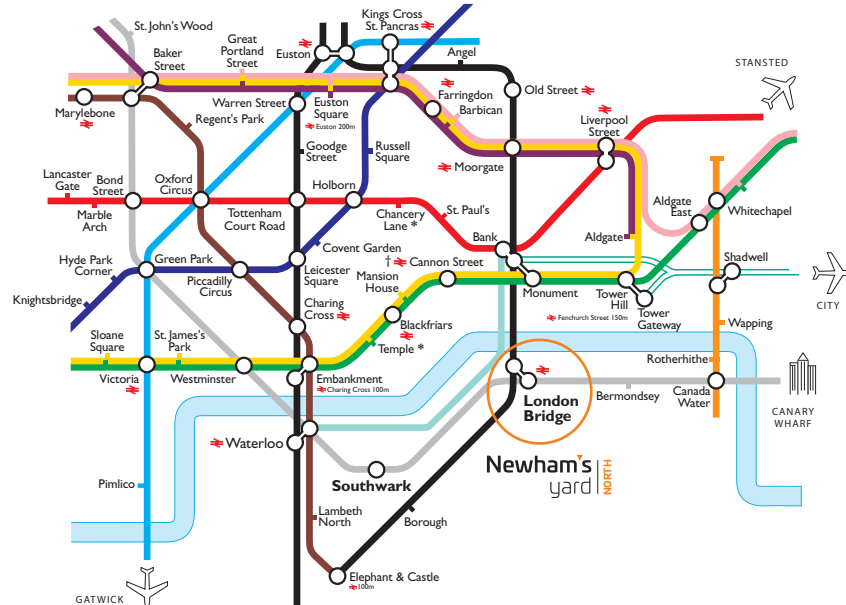 St. John's Wood
Kings Cross
St. Pancras
Great
Portland
Street
Euston
Angel
Baker
Street
STANSTED
Warren Street
Euston
Square
Euston 200m
Farringdon
Barbican
Old Street
Liverpool
Street
Marylebone
Regent's Park
Goodge
Street
Russell
Square
Moorgate
Lancaster
Gate
Bond
Street
Oxford
Circus
Holborn
Marble
Arch
Tottenham
Court Road
Chancery
Lane *
St. Paul's
Aldgate
East
Whitechapel
Bank
Aldgate
Hyde Park
Corner
Green Park
Covent Garden
† Cannon Street
Shadwell
Knightsbridge
Piccadilly
Circus
Leicester
Square
Mansion
House
Monument
Tower
Hill
Tower
Gateway
CITY
Charing
Cross
Blackfriars
Fenchurch Street 150m
Wapping
Sloane
Square
St. James's
Park
Temple *
Rotherhithe
Victoria
Westminster
Embankment
Charing Cross 100m
London
Bridge
Bermondsey
Canada
Water
CANARY
WHARF
Waterloo
Newham's
yard
NORTH
Pimlico
Southwark
Lambeth
North
Borough
Elephant & Castle
100m
GATWICK